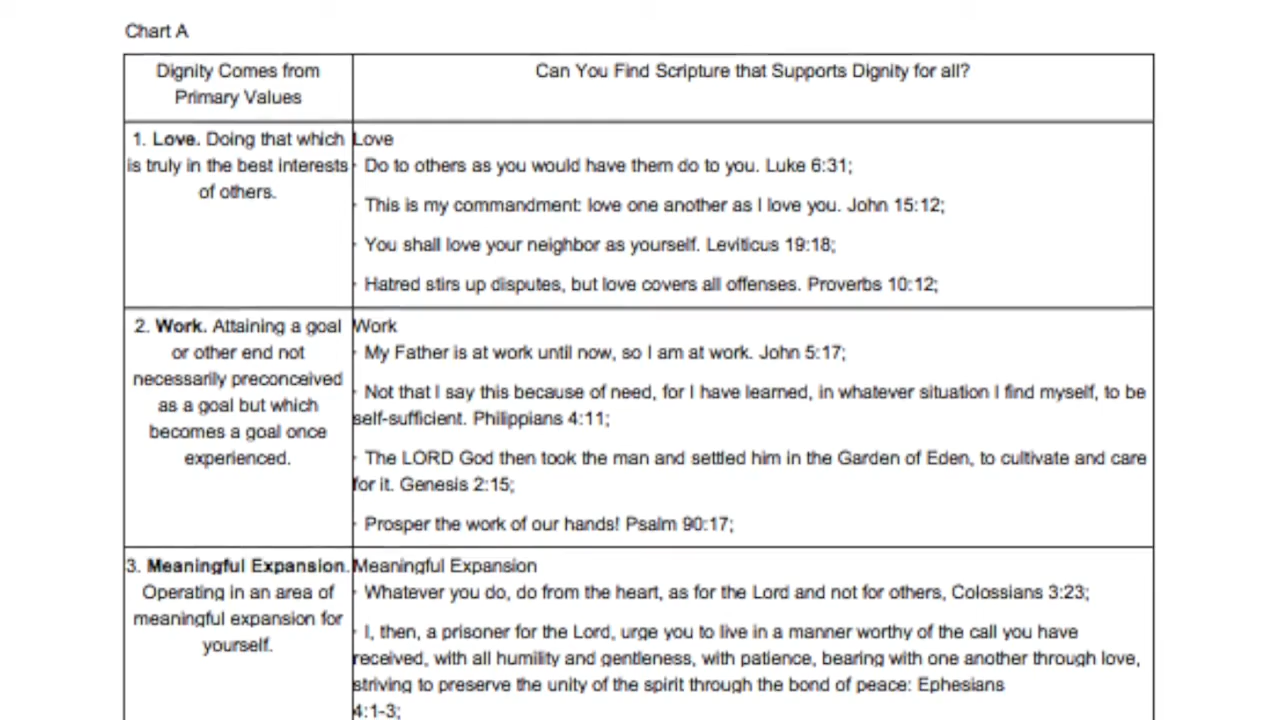 Chart A
Dignity Comes from
Primary Values
Can You Find Scripture that Supports Dignity for all?
1. Love. Doing that which
is truly in the best interests
of others.
Love
· Do to others as you would have them do to you. Luke 6:31;
· This is my commandment: love one another as I love you. John 15:12;
· You shall love your neighbor as yourself. Leviticus 19:18;
· Hatred stirs up disputes, but love covers all offenses. Proverbs 10:12;
2. Work. Attaining a goal
or other end not
necessarily preconceived
as a goal but which
becomes a goal once
experienced.
Work
· My Father is at work until now, so I am at work. John 5:17;
· Not that I say this because of need, for I have learned, in whatever situation I find myself, to be
self-sufficient. Philippians 4:11;
· The LORD God then took the man and settled him in the Garden of Eden, to cultivate and care
for it. Genesis 2:15;
· Prosper the work of our hands! Psalm 90:17;
3. Meaningful Expansion.
Operating in an area of
meaningful expansion for
yourself.
Meaningful Expansion
· Whatever you do, do from the heart, as for the Lord and not for others, Colossians 3:23;
· I, then, a prisoner for the Lord, urge you to live in a manner worthy of the call you have
received, with all humility and gentleness, with patience, bearing with one another through love,
striving to preserve the unity of the spirit through the bond of peace: Ephesians
4:1-3;